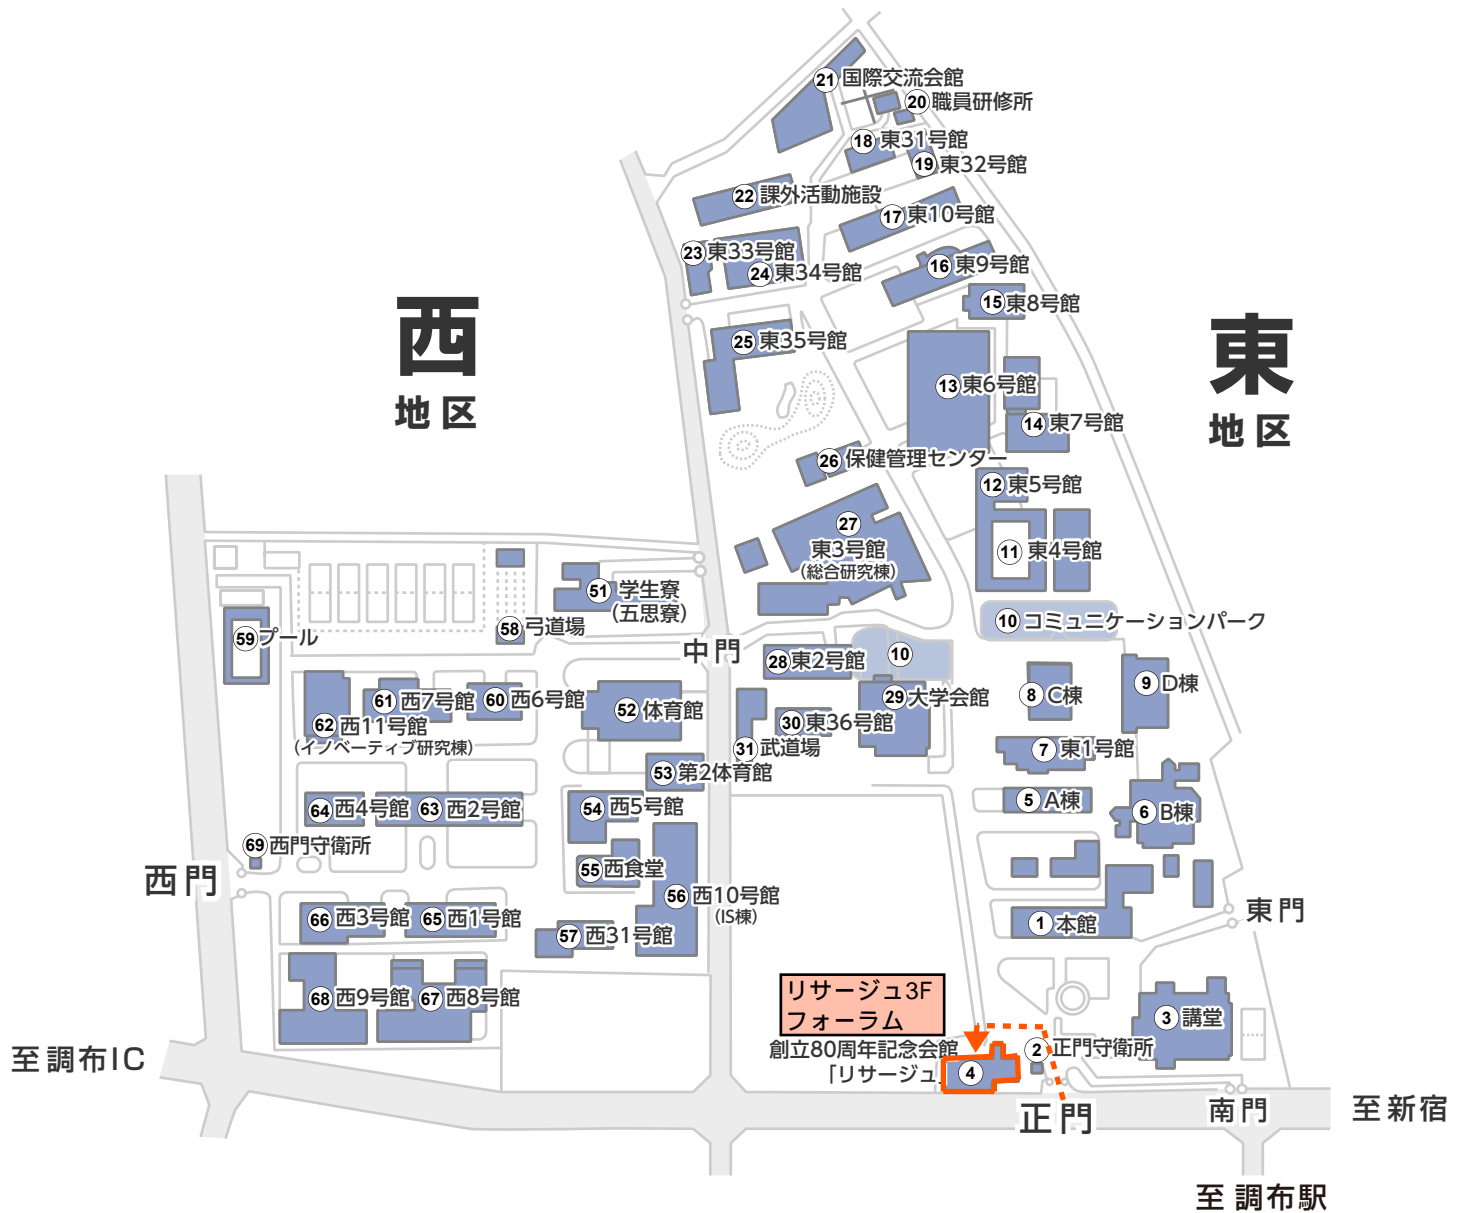 21 国際交流会館
20 職員研修所
18 東31号館
19 東32号館
22 課外活動施設
17 東10号館
23 東33号館
24 東34号館
16 東9号館
15 東8号館
西
地区
東
地区
25 東35号館
13 東6号館
14 東7号館
26 保健管理センター
12 東5号館
27
東3号館
(総合研究棟)
11 東4号館
51 学生寮
(五思寮)
10 コミュニケーションパーク
58 弓道場
59 プール
中門
28 東2号館
10
8 C棟
9 D棟
61 西7号館
60 西6号館
62 西11号館
(イノベーティブ研究棟)
52 体育館
29 大学会館
30 東36号館
31 武道場
7 東1号館
53 第2体育館
64 西4号館
63 西2号館
54 西5号館
5 A棟
6 B棟
69 西門守衛所
西門
55 西食堂
56 西10号館
(IS棟)
66 西3号館
65 西1号館
57 西31号館
1 本館
東門
68 西9号館
67 西8号館
リサージュ3F
フォーラム
3 講堂
創立80周年記念会館
「リサージュ」
4
2 正門守衛所
至調布IC
正門
南門
至新宿
至 調布駅